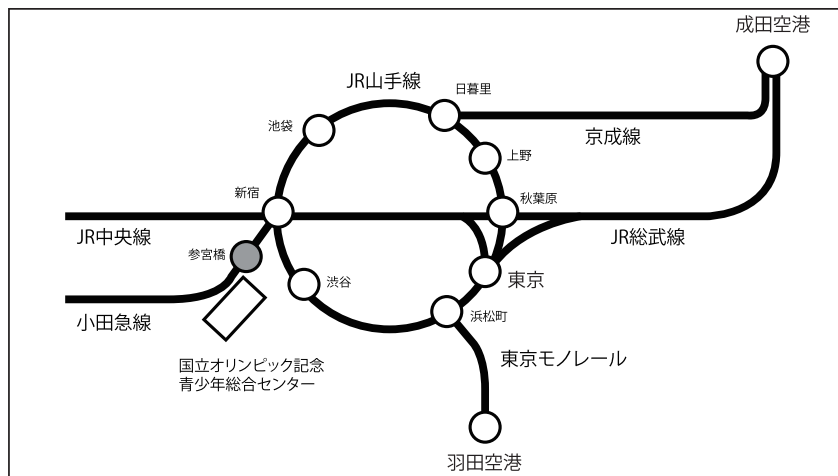 成田空港
JR山手線
日暮里
池袋
京成線
上野
新宿
秋葉原
JR中央線
JR総武線
参宮橋
東京
渋谷
小田急線
浜松町
国立オリンピック記念
青少年総合センター
東京モノレール
羽田空港